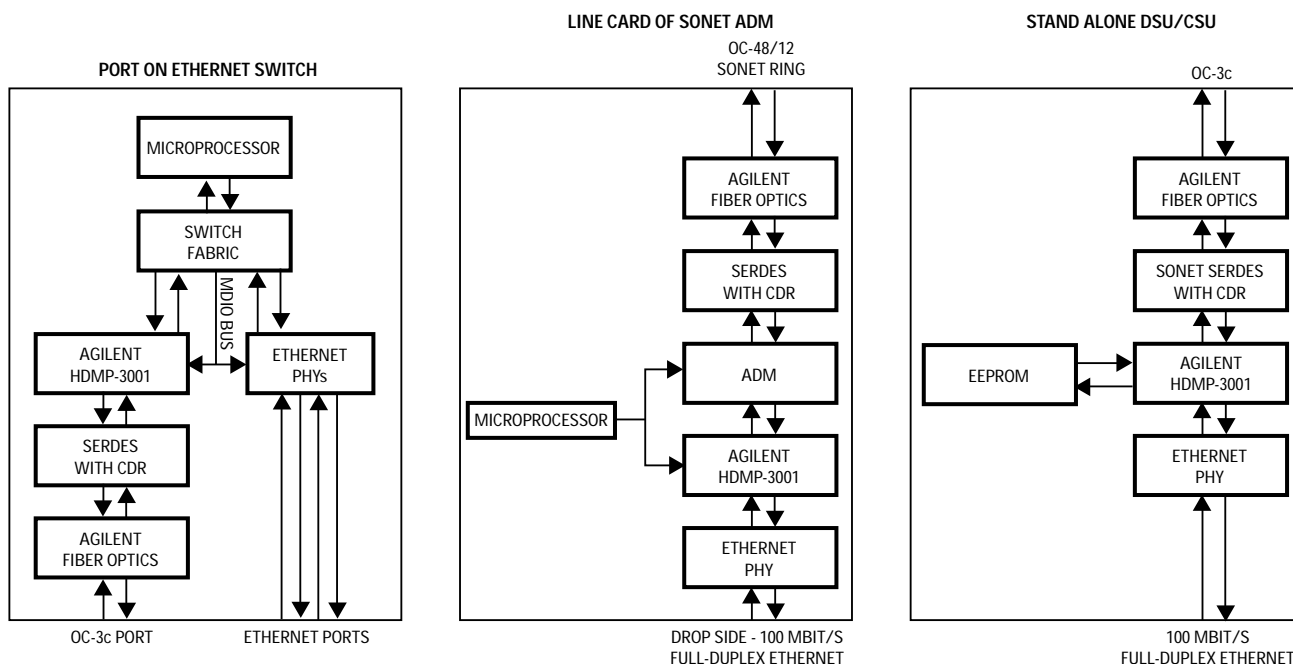 PORT ON ETHERNET SWITCH
MICROPROCESSOR
SWITCH
FABRIC
MDIO BUS
AGILENT
HDMP-3001
ETHERNET
PHYs
SERDES
WITH CDR
AGILENT
FIBER OPTICS
OC-3c PORT
ETHERNET PORTS
LINE CARD OF SONET ADM
OC-48/12
SONET RING
AGILENT
FIBER OPTICS
SERDES
WITH CDR
ADM
MICROPROCESSOR
AGILENT
HDMP-3001
ETHERNET
PHY
DROP SIDE - 100 MBIT/S
FULL-DUPLEX ETHERNET
STAND ALONE DSU/CSU
OC-3c
AGILENT
FIBER OPTICS
SONET SERDES
WITH CDR
EEPROM
AGILENT
HDMP-3001
ETHERNET
PHY
100 MBIT/S
FULL-DUPLEX ETHERNET